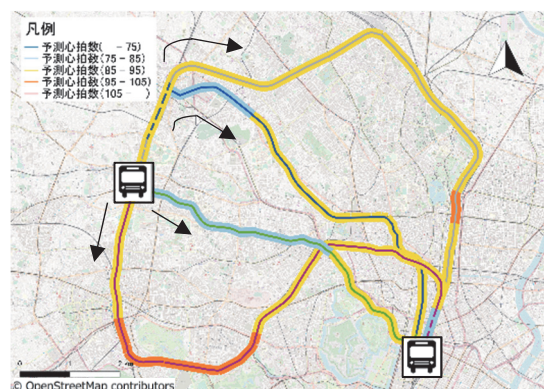 凡例
予測心拍数( -75)
予測心拍数(75-85)
予測心拍数(85-95)
予測心拍数(95-105)
予測心拍数(105- )
© OpenStreetMap contributors